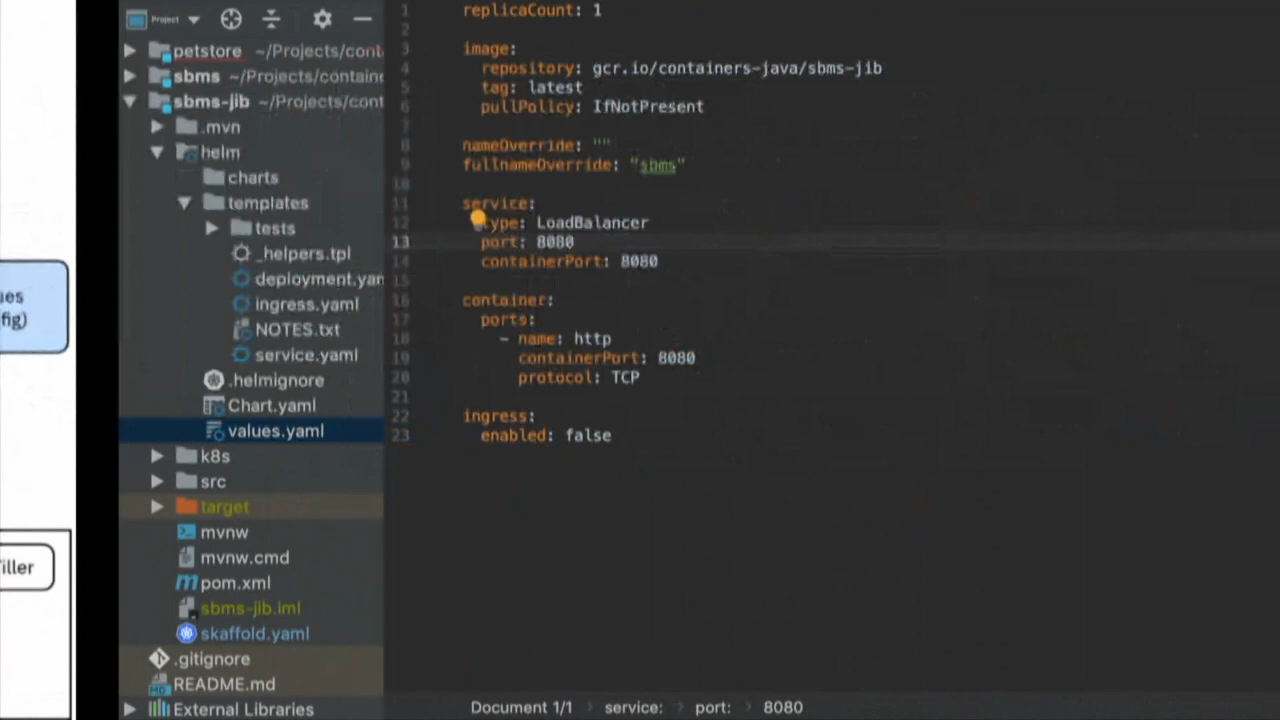 Project
petstore ~/Projects/cont
sbms ~/Projects/containe
sbms-jib ~/Projects/cont
.mvn
helm
charts
templates
tests
_helpers.tpl
deployment.yam
ingress.yaml
NOTES.txt
service.yaml
.helmignore
Chart.yaml
values.yaml
k8s
src
target
mvnw
mvnw.cmd
pom.xml
sbms-jib.iml
skaffold.yaml
.gitignore
README.md
External Libraries
1 replicaCount: 1
2
3 image:
4 repository: gcr.io/containers-java/sbms-jib
5 tag: latest
6 pullPolicy: IfNotPresent
7
8 nameOverride: ""
9 fullnameOverride: "sbms"
10
11 service:
12 type: LoadBalancer
13 port: 8080
14 containerPort: 8080
15
16 container:
17 ports:
18 - name: http
19 containerPort: 8080
20 protocol: TCP
21
22 ingress:
23 enabled: false
Document 1/1 › service: › port: › 8080
ues
fig)
iller